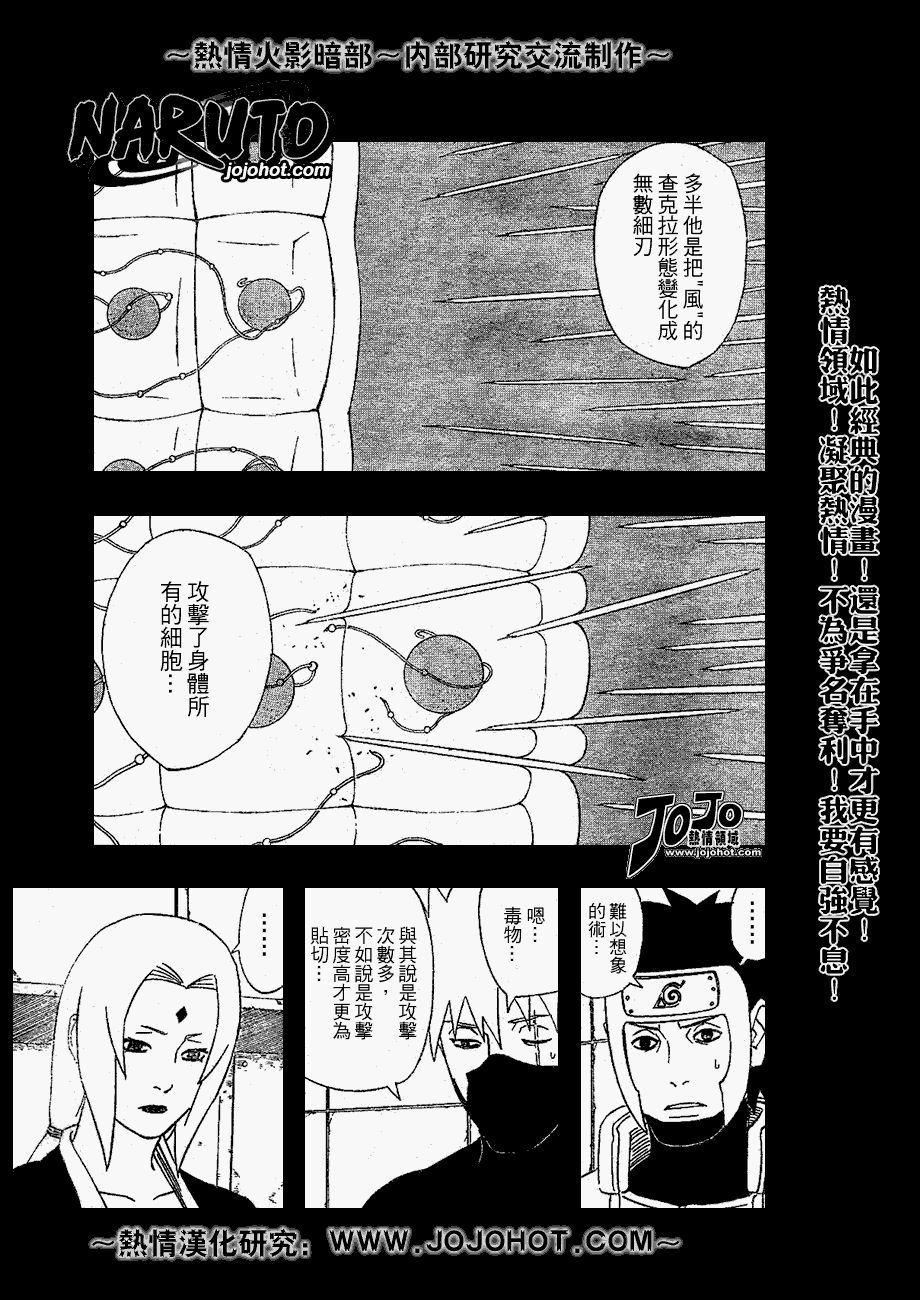 ~熱情火影暗部~内部研究交流制作~
NARUTO
jojohot.com
多半他是把"風"的
查克拉形態變化成
無數細刃
攻擊了身體所
有的細胞…
JOJO
熱情領域
www.jojohot.com
……
難以想象
的術…
嗯…
毒物…
與其說是攻擊
次數多，
不如說是攻擊
密度高才更為
貼切…
……
如此經典的漫畫！還是拿在手中才更有感覺！
熱情領域！凝聚熱情！不為爭名奪利！我要自強不息！
~熱情漢化研究：WWW.JOJOHOT.COM~